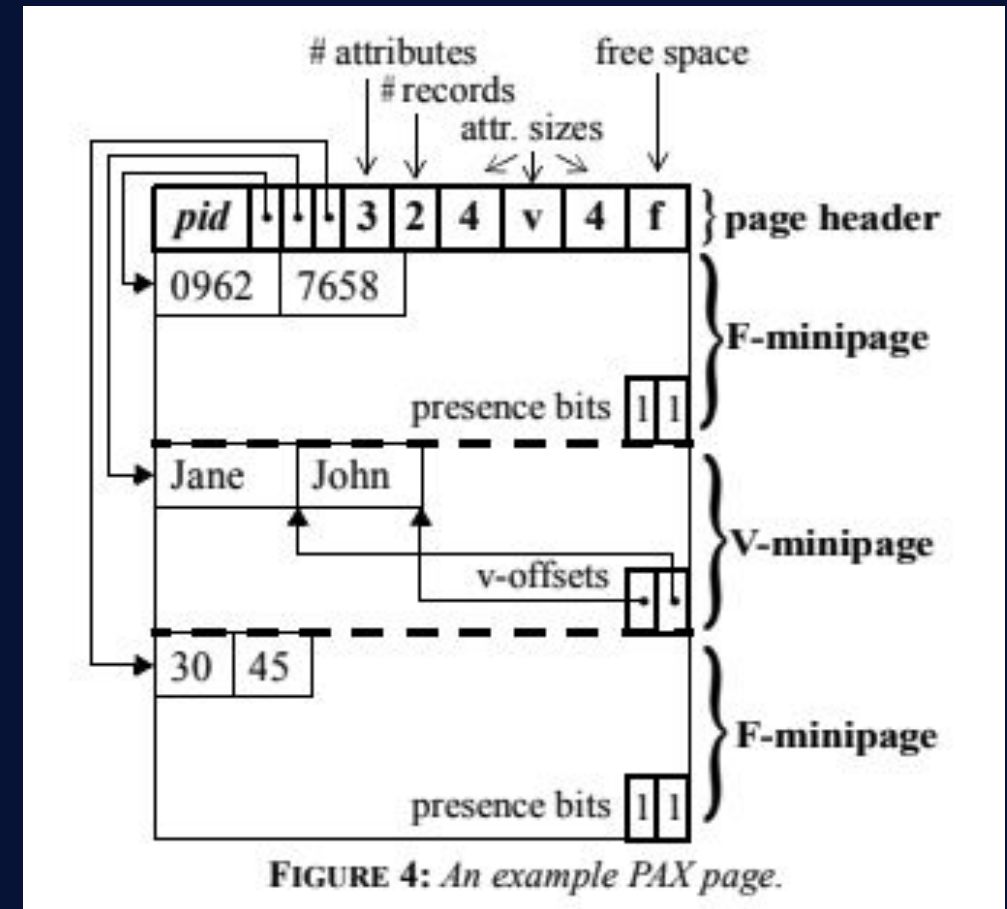 # attributes free space
# records
attr. sizes
pid 3 2 4 v 4 f } page header
0962 7658
F-minipage
presence bits 1 1
Jane John
V-minipage
v-offsets
30 45
F-minipage
presence bits 1 1
FIGURE 4: An example PAX page.